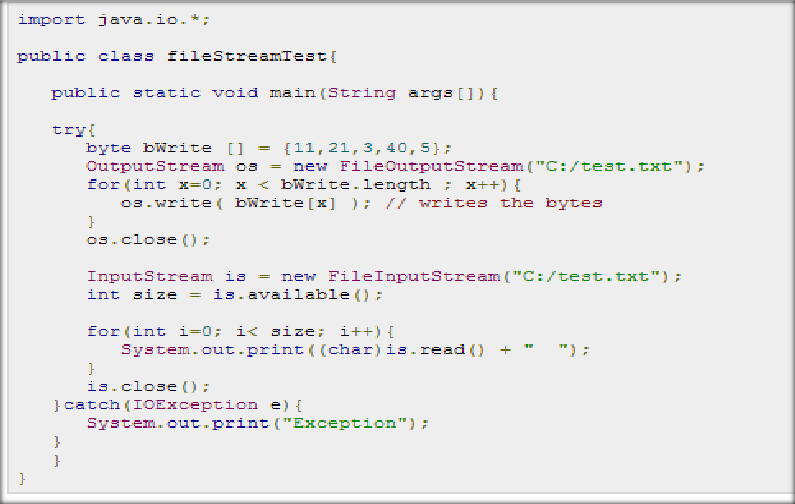 import java.io.*;
public class fileStreamTest{
public static void main(String args[]){
try{
byte bWrite [] = {11,21,3,40,5};
OutputStream os = new FileOutputStream("C:/test.txt");
for(int x=0; x < bWrite.length ; x++){
os.write( bWrite[x] ); // writes the bytes
}
os.close();
InputStream is = new FileInputStream("C:/test.txt");
int size = is.available();
for(int i=0; i< size; i++){
System.out.print((char)is.read() + "  ");
}
is.close();
}catch(IOException e){
System.out.print("Exception");
}
}
}